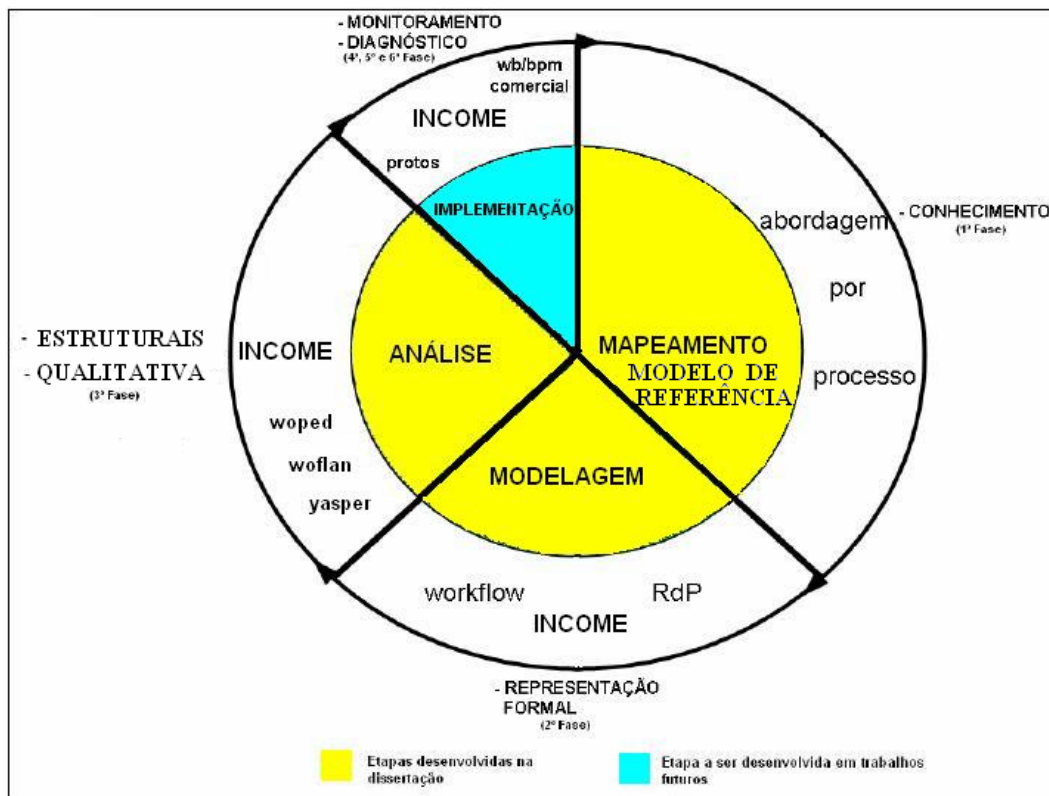 - MONITORAMENTO
- DIAGNÓSTICO
(4ª, 5ª e 6ª Fase)
wb/bpm
comercial
INCOME
protos
IMPLEMENTAÇÃO
abordagem
por
processo
- CONHECIMENTO
(1ª Fase)
MAPEAMENTO
MODELO DE
REFERÊNCIA
- ESTRUTURAIS
- QUALITATIVA
(3ª Fase)
INCOME
ANÁLISE
woped
woflan
yasper
MODELAGEM
workflow
RdP
INCOME
- REPRESENTAÇÃO
FORMAL
(2ª Fase)
Etapas desenvolvidas na
dissertação
Etapa a ser desenvolvida em trabalhos
futuros